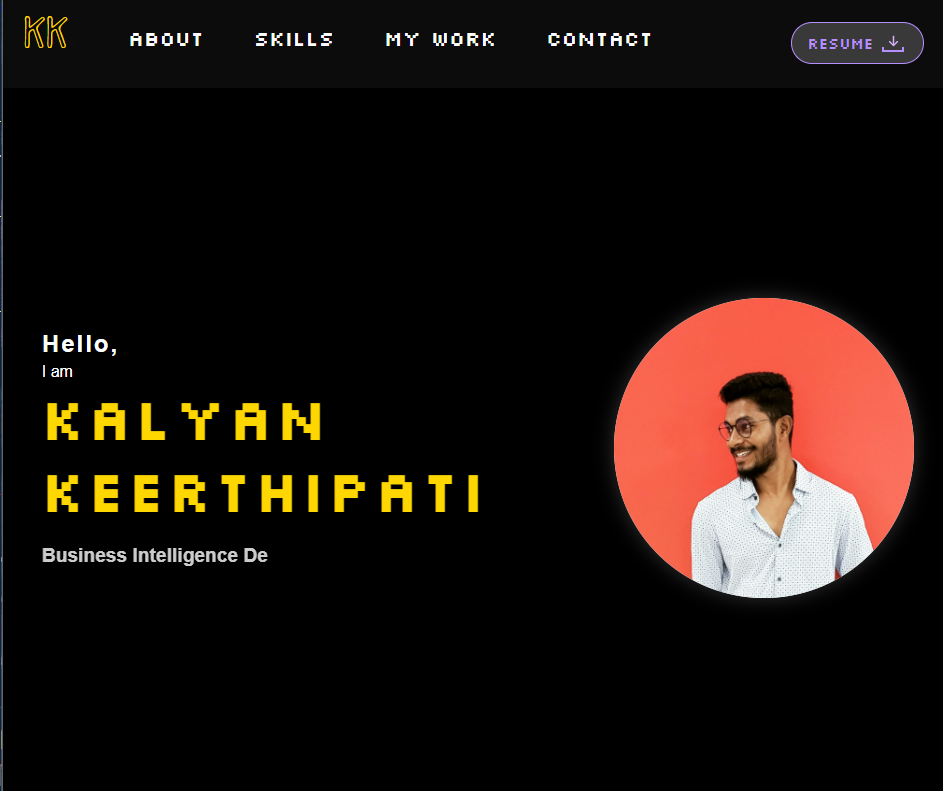 KK
ABOUT SKILLS MY WORK CONTACT RESUME
Hello,
I am
KALYAN
KEERTHIPATI
Business Intelligence De